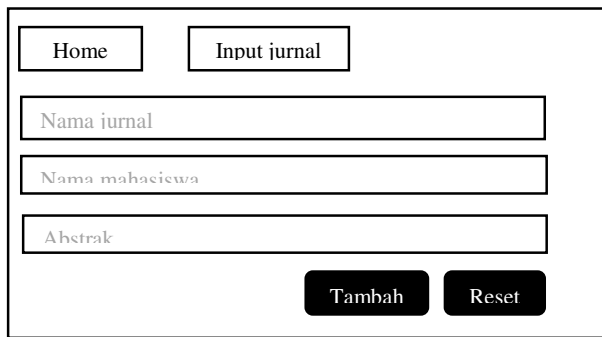 Home Input jurnal
Nama jurnal
Nama mahasiswa
Abstrak
Tambah Reset